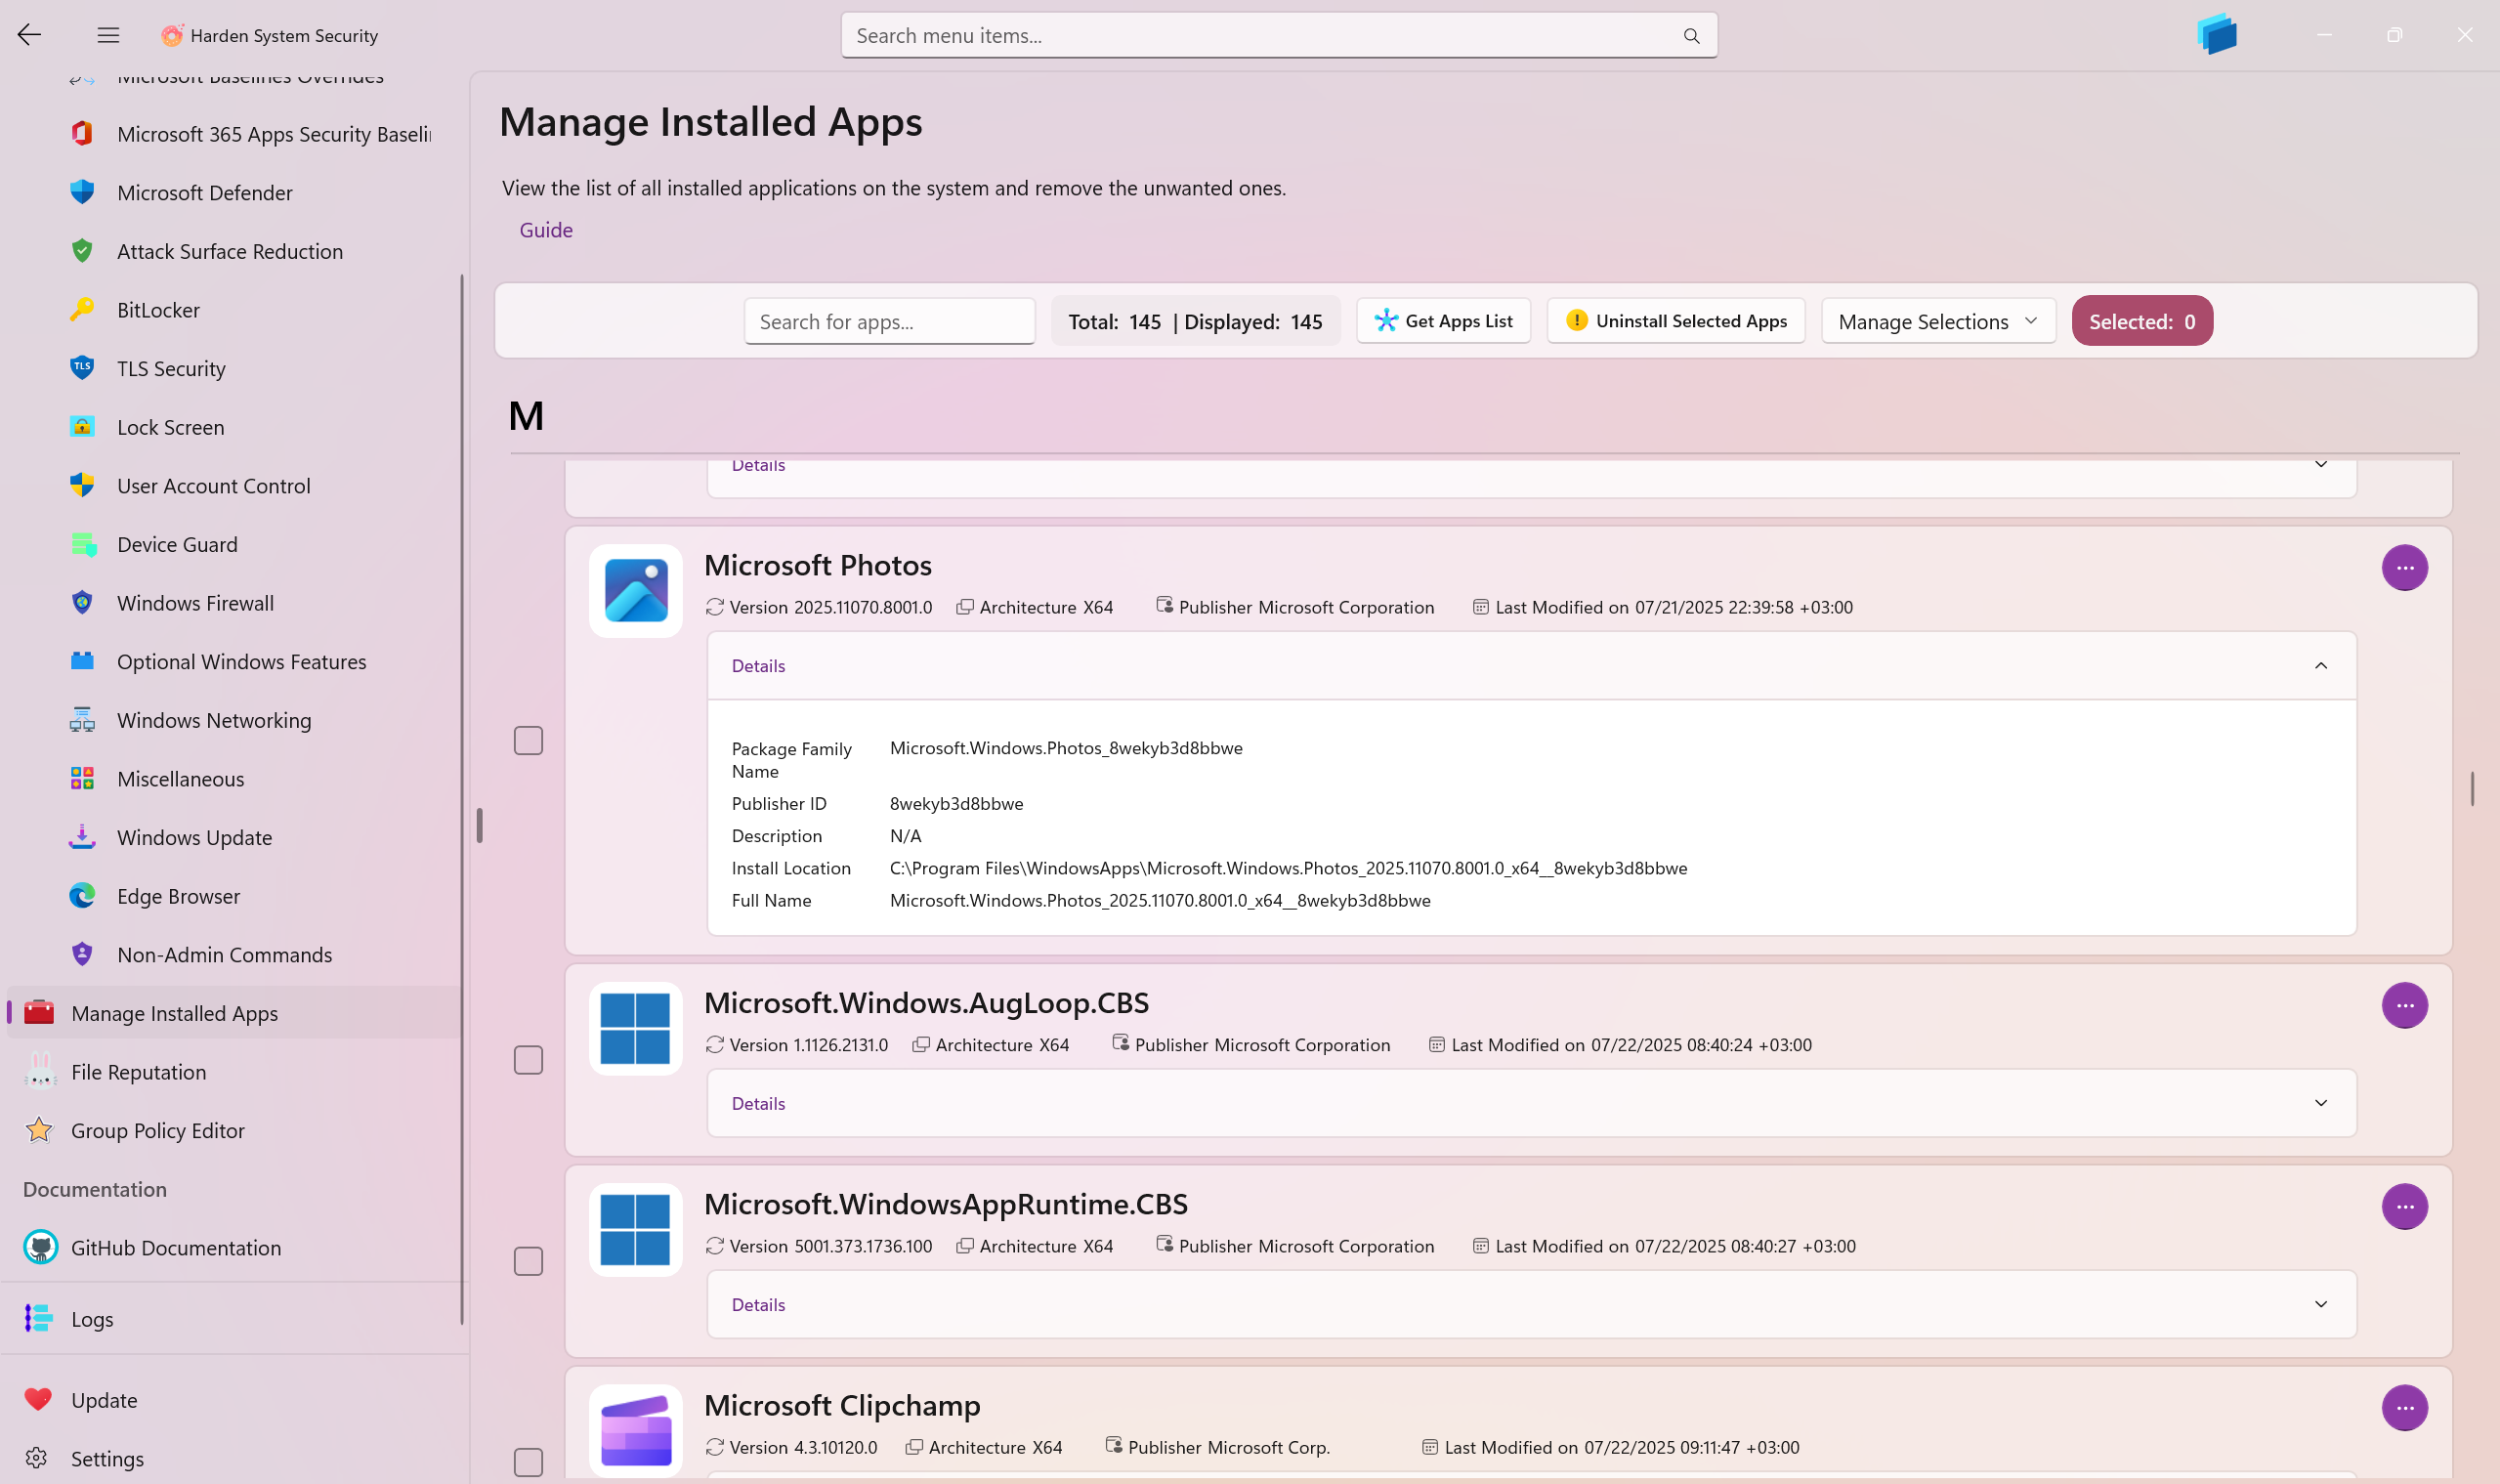 Harden System Security
Search menu items...
Microsoft Baselines Overrides
Microsoft 365 Apps Security Baseli
Microsoft Defender
Attack Surface Reduction
BitLocker
TLS
TLS Security
Lock Screen
User Account Control
Device Guard
Windows Firewall
Optional Windows Features
Windows Networking
Miscellaneous
Windows Update
Edge Browser
Non-Admin Commands
Manage Installed Apps
File Reputation
Group Policy Editor
Documentation
GitHub Documentation
Logs
Update
Settings
Manage Installed Apps
View the list of all installed applications on the system and remove the unwanted ones.
Guide
Search for apps...
Total: 145 | Displayed: 145
Get Apps List
Uninstall Selected Apps
Manage Selections
Selected: 0
M
Details
Microsoft Photos
Version 2025.11070.8001.0 Architecture X64 Publisher Microsoft Corporation Last Modified on 07/21/2025 22:39:58 +03:00
Details
Package Family Name Microsoft.Windows.Photos_8wekyb3d8bbwe
Publisher ID 8wekyb3d8bbwe
Description N/A
Install Location C:\Program Files\WindowsApps\Microsoft.Windows.Photos_2025.11070.8001.0_x64__8wekyb3d8bbwe
Full Name Microsoft.Windows.Photos_2025.11070.8001.0_x64__8wekyb3d8bbwe
Microsoft.Windows.AugLoop.CBS
Version 1.1126.2131.0 Architecture X64 Publisher Microsoft Corporation Last Modified on 07/22/2025 08:40:24 +03:00
Details
Microsoft.WindowsAppRuntime.CBS
Version 5001.373.1736.100 Architecture X64 Publisher Microsoft Corporation Last Modified on 07/22/2025 08:40:27 +03:00
Details
Microsoft Clipchamp
Version 4.3.10120.0 Architecture X64 Publisher Microsoft Corp. Last Modified on 07/22/2025 09:11:47 +03:00